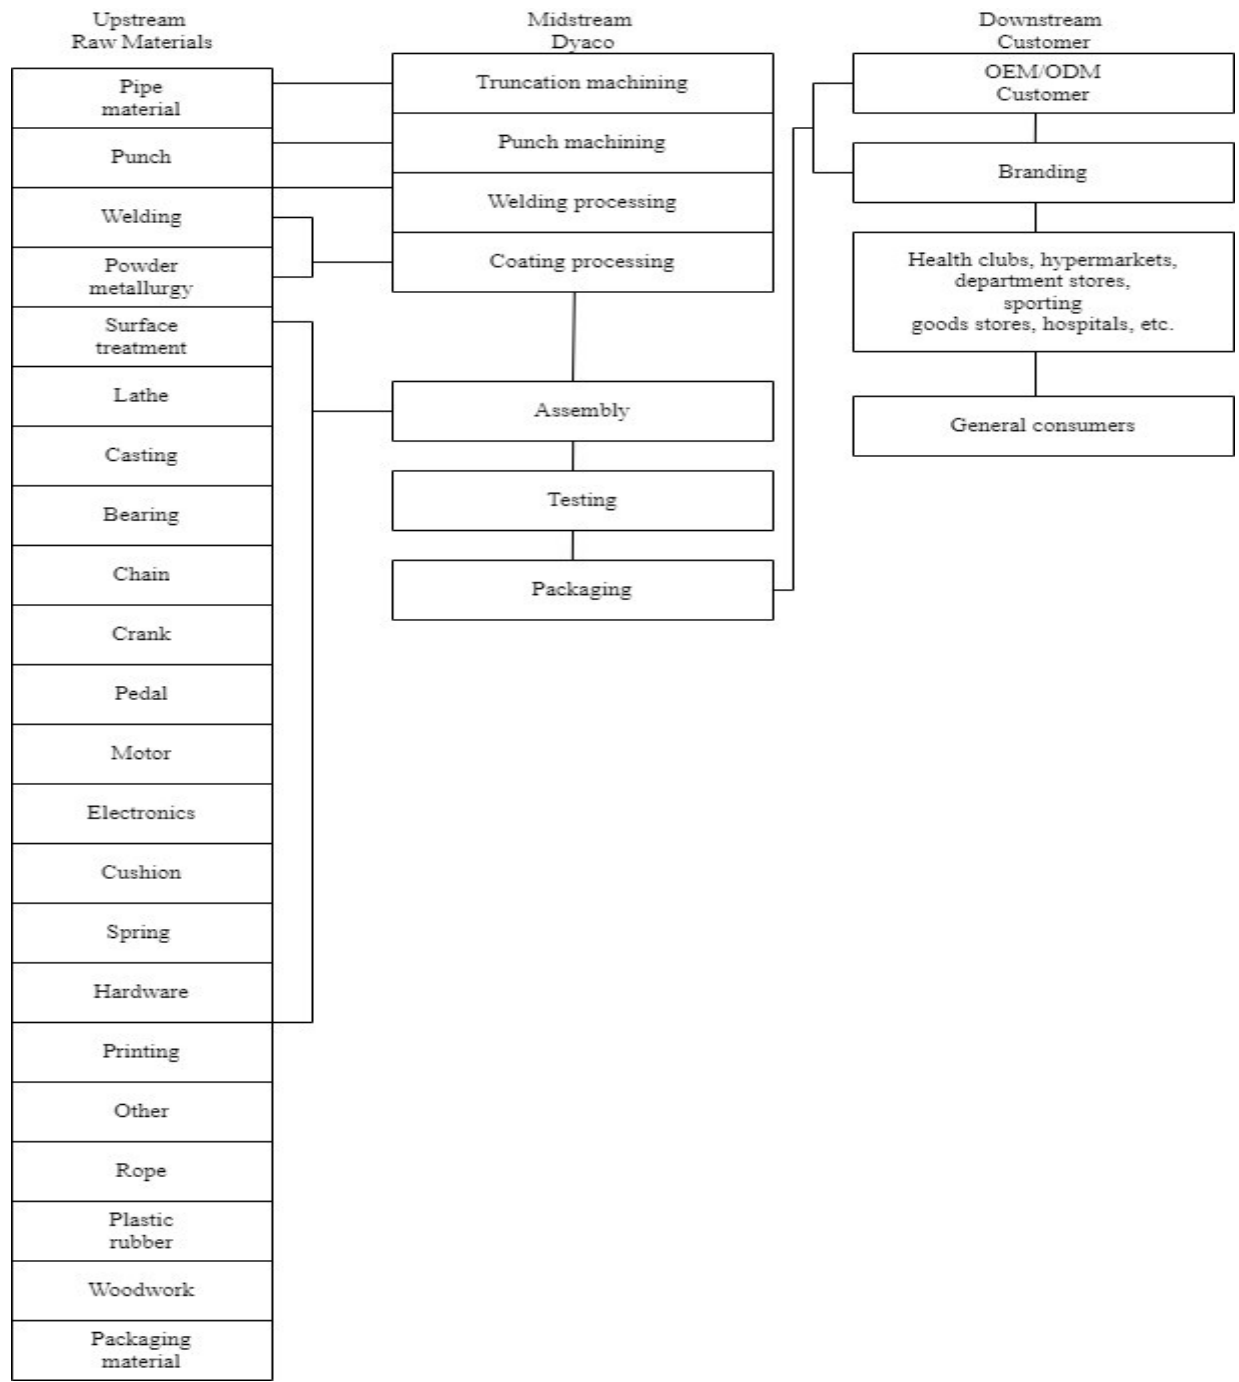 Upstream
Raw Materials
Pipe
material
Punch
Welding
Powder
metallurgy
Surface
treatment
Lathe
Casting
Bearing
Chain
Crank
Pedal
Motor
Electronics
Cushion
Spring
Hardware
Printing
Other
Rope
Plastic
rubber
Woodwork
Packaging
material
Midstream
Dyaco
Truncation machining
Punch machining
Welding processing
Coating processing
Assembly
Testing
Packaging
Downstream
Customer
OEM/ODM
Customer
Branding
Health clubs, hypermarkets,
department stores,
sporting
goods stores, hospitals, etc.
General consumers